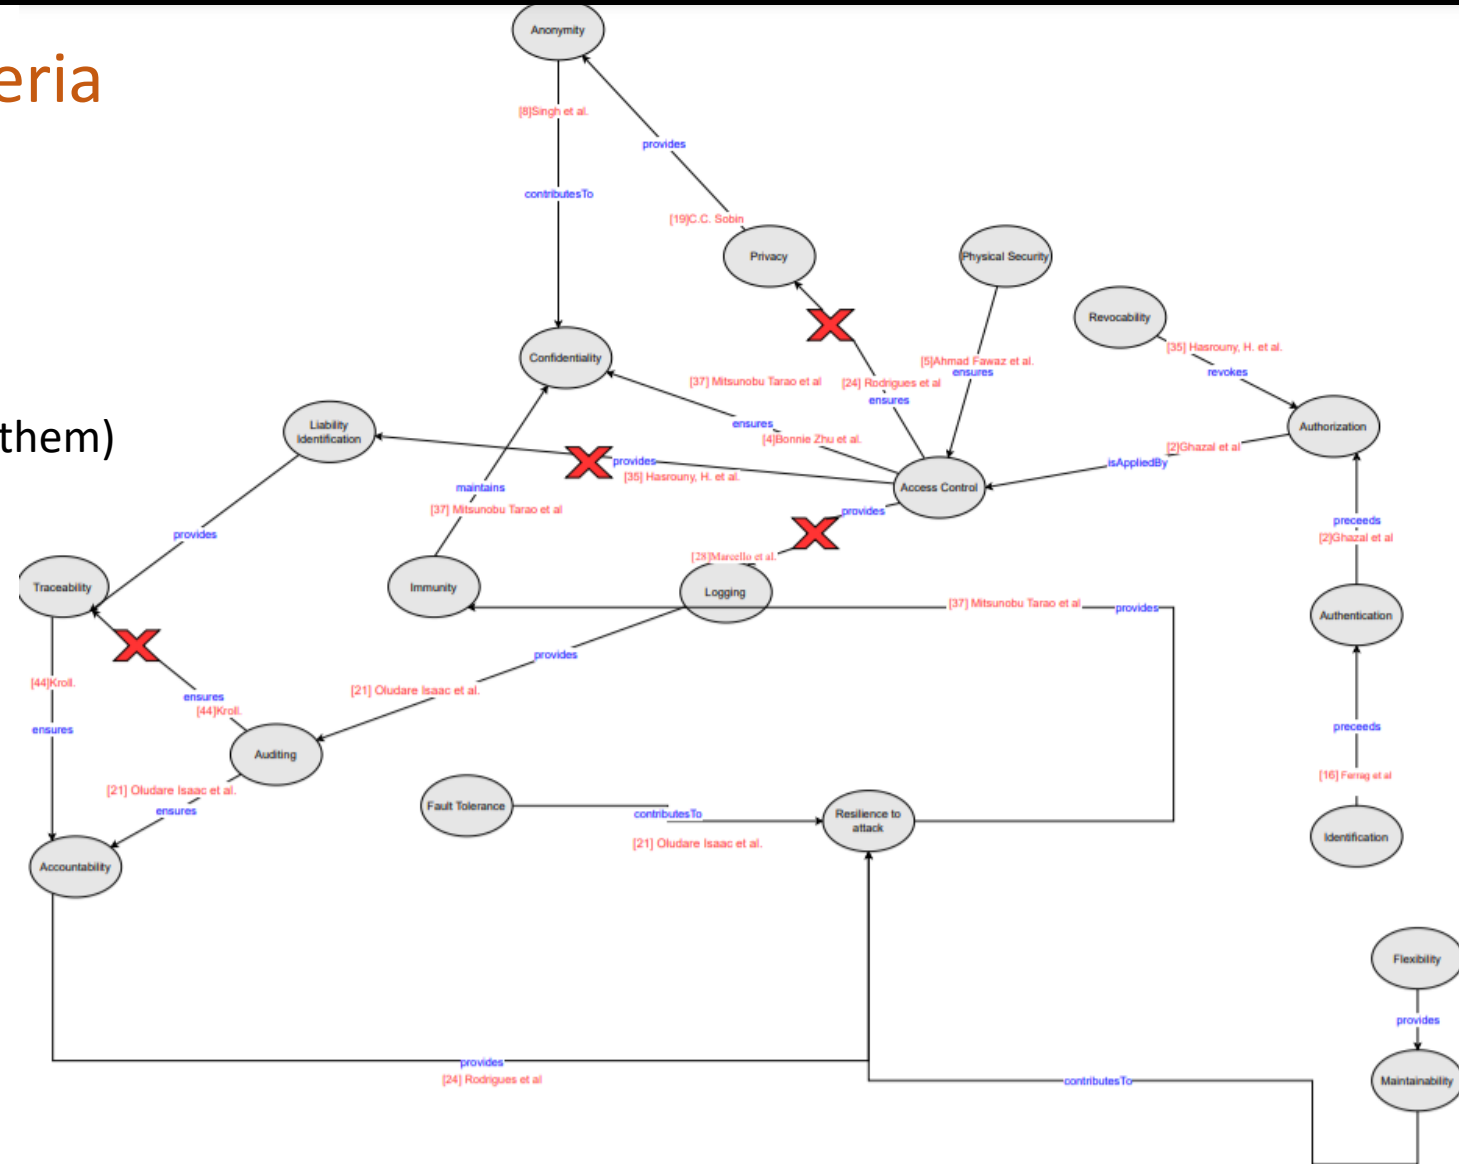 Anonymity
eria
[8]Singh et al.
provides
contributesTo
[19]C.C. Sobin
Privacy
Physical Security
Revocability
[35] Hasrouny, H. et al.
revokes
Confidentiality
[5]Ahmad Fawaz et al.
ensures
[37] Mitsunobu Tarao et al
[24] Rodrigues et al
ensures
them)
Liability
Identification
ensures
[4]Bonnie Zhu et al.
Authorization
[2]Ghazal et al
isAppliedBy
provides
[35] Hasrouny, H. et al.
Access Control
maintains
[37] Mitsunobu Tarao et al
provides
preceeds
[2]Ghazal et al
provides
[28]Marcello et al.
Traceability
Immunity
Logging
[37] Mitsunobu Tarao et al
provides
Authentication
provides
[44]Kroll.
ensures
[44]Kroll.
[21] Oludare Isaac et al.
ensures
preceeds
Auditing
[16] Ferrag et al
[21] Oludare Isaac et al.
ensures
Fault Tolerance
contributesTo
[21] Oludare Isaac et al.
Resilience to
attack
Identification
Accountability
Flexibility
provides
provides
[24] Rodrigues et al
contributesTo
Maintainability